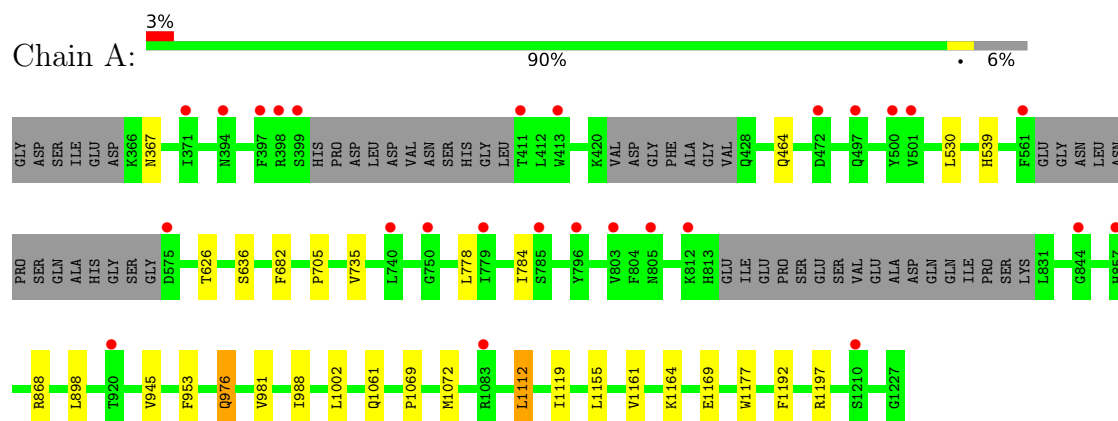 3%
Chain A:
90%
•
6%
GLY ASP SER ILE GLU ASP K366 N367 I371 N394 F397 R398 S399 HIS PRO ASP LEU ASP VAL ASN SER HIS GLY LEU T411 L412 W413 K420 VAL ASP GLY PHE ALA GLY VAL Q428 Q464 D472 Q497 Y500 V501 L530 H539 F561 GLU GLY ASN LEU ASN
PRO SER GLN ALA HIS GLY SER GLY D575 T626 S636 F682 P705 V735 L740 G750 L778 I779 I784 S785 Y796 V803 F804 N805 K812 H813 GLU ILE GLU PRO SER GLU SER VAL GLU ALA ASP GLN GLN ILE PRO SER LYS L831 G844 H857
R868 L898 T920 V945 F953 Q976 V981 I988 L1002 Q1061 P1069 M1072 R1083 L1112 I1119 L1155 V1161 K1164 E1169 W1177 F1192 R1197 S1210 G1227